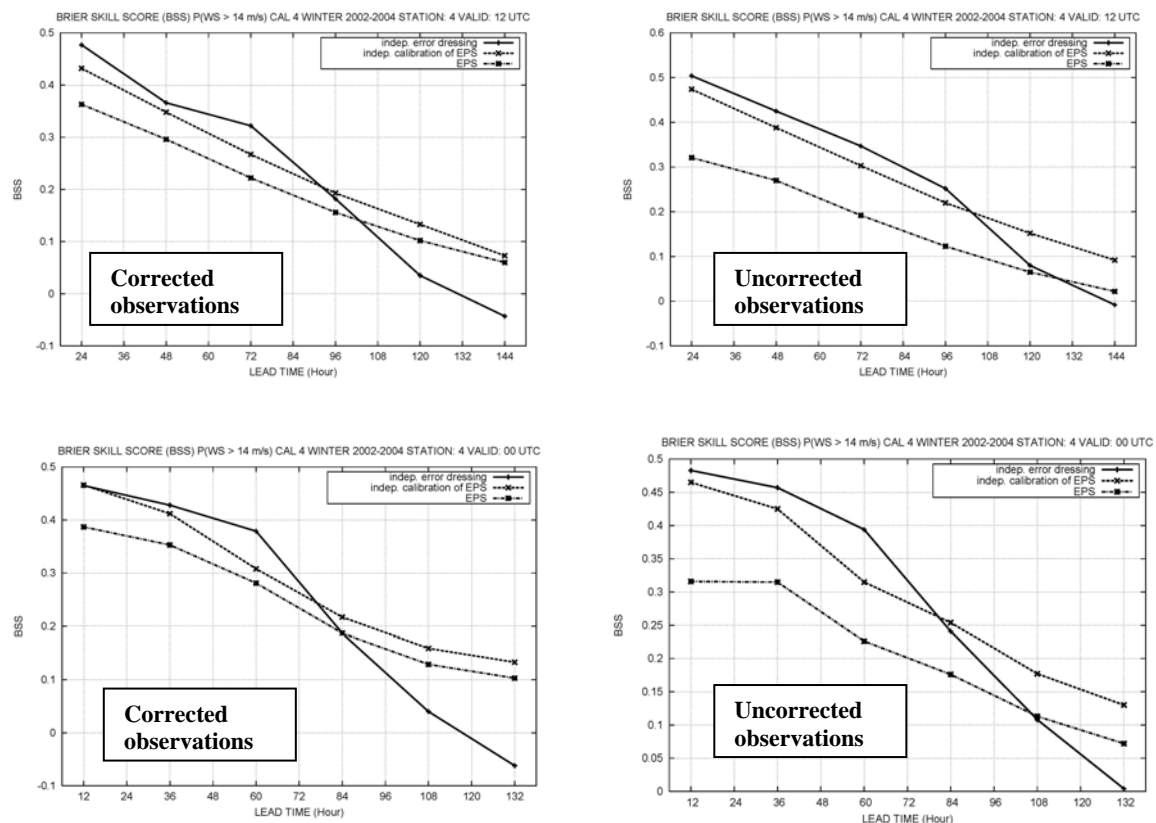 BRIER SKILL SCORE (BSS) P(WS > 14 m/s) CAL 4 WINTER 2002-2004 STATION: 4 VALID: 12 UTC
indep. error dressing
indep. calibration of EPS
EPS
0.5
0.4
0.3
0.2
0.1
0
-0.1
BSS
Corrected
observations
24 36 48 60 72 84 96 108 120 132 144
LEAD TIME (Hour)
BRIER SKILL SCORE (BSS) P(WS > 14 m/s) CAL 4 WINTER 2002-2004 STATION: 4 VALID: 12 UTC
indep. error dressing
indep. calibration of EPS
EPS
0.6
0.5
0.4
0.3
0.2
0.1
0
-0.1
BSS
Uncorrected
observations
24 36 48 60 72 84 96 108 120 132 144
LEAD TIME (Hour)
BRIER SKILL SCORE (BSS) P(WS > 14 m/s) CAL 4 WINTER 2002-2004 STATION: 4 VALID: 00 UTC
indep. error dressing
indep. calibration of EPS
EPS
0.5
0.4
0.3
0.2
0.1
0
-0.1
BSS
Corrected
observations
12 24 36 48 60 72 84 96 108 120 132
LEAD TIME (Hour)
BRIER SKILL SCORE (BSS) P(WS > 14 m/s) CAL 4 WINTER 2002-2004 STATION: 4 VALID: 00 UTC
indep. error dressing
indep. calibration of EPS
EPS
0.5
0.45
0.4
0.35
0.3
0.25
0.2
0.15
0.1
0.05
0
BSS
Uncorrected
observations
12 24 36 48 60 72 84 96 108 120 132
LEAD TIME (Hour)